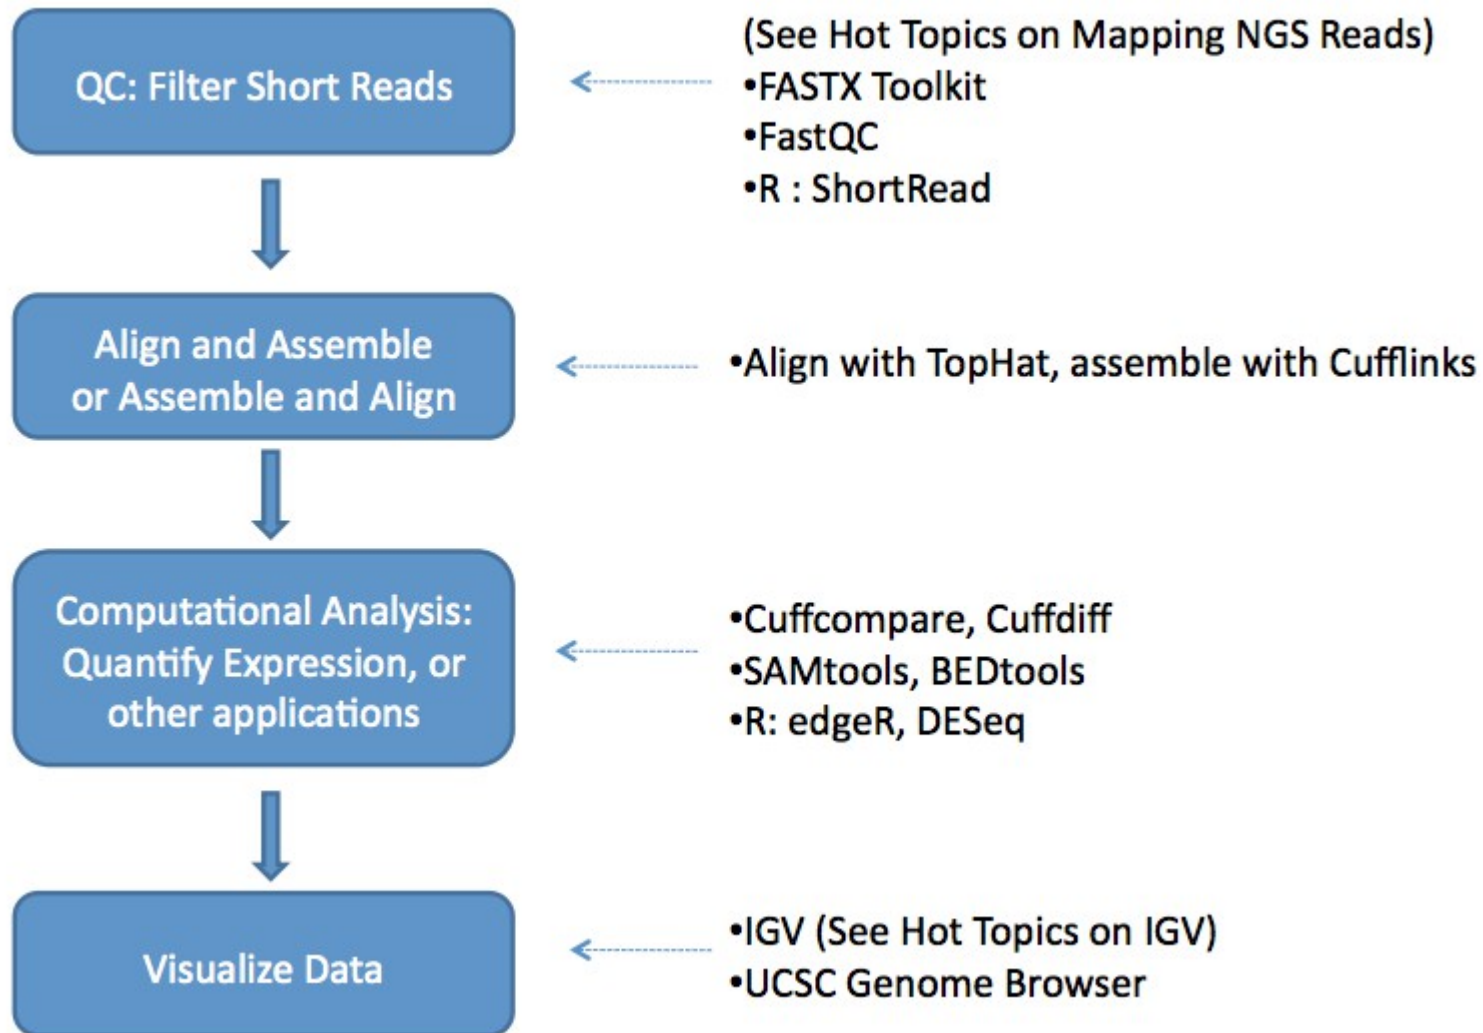 QC: Filter Short Reads
(See Hot Topics on Mapping NGS Reads)
•FASTX Toolkit
•FastQC
•R : ShortRead
Align and Assemble
or Assemble and Align
•Align with TopHat, assemble with Cufflinks
Computational Analysis:
Quantify Expression, or
other applications
•Cuffcompare, Cuffdiff
•SAMtools, BEDtools
•R: edgeR, DESeq
Visualize Data
•IGV (See Hot Topics on IGV)
•UCSC Genome Browser